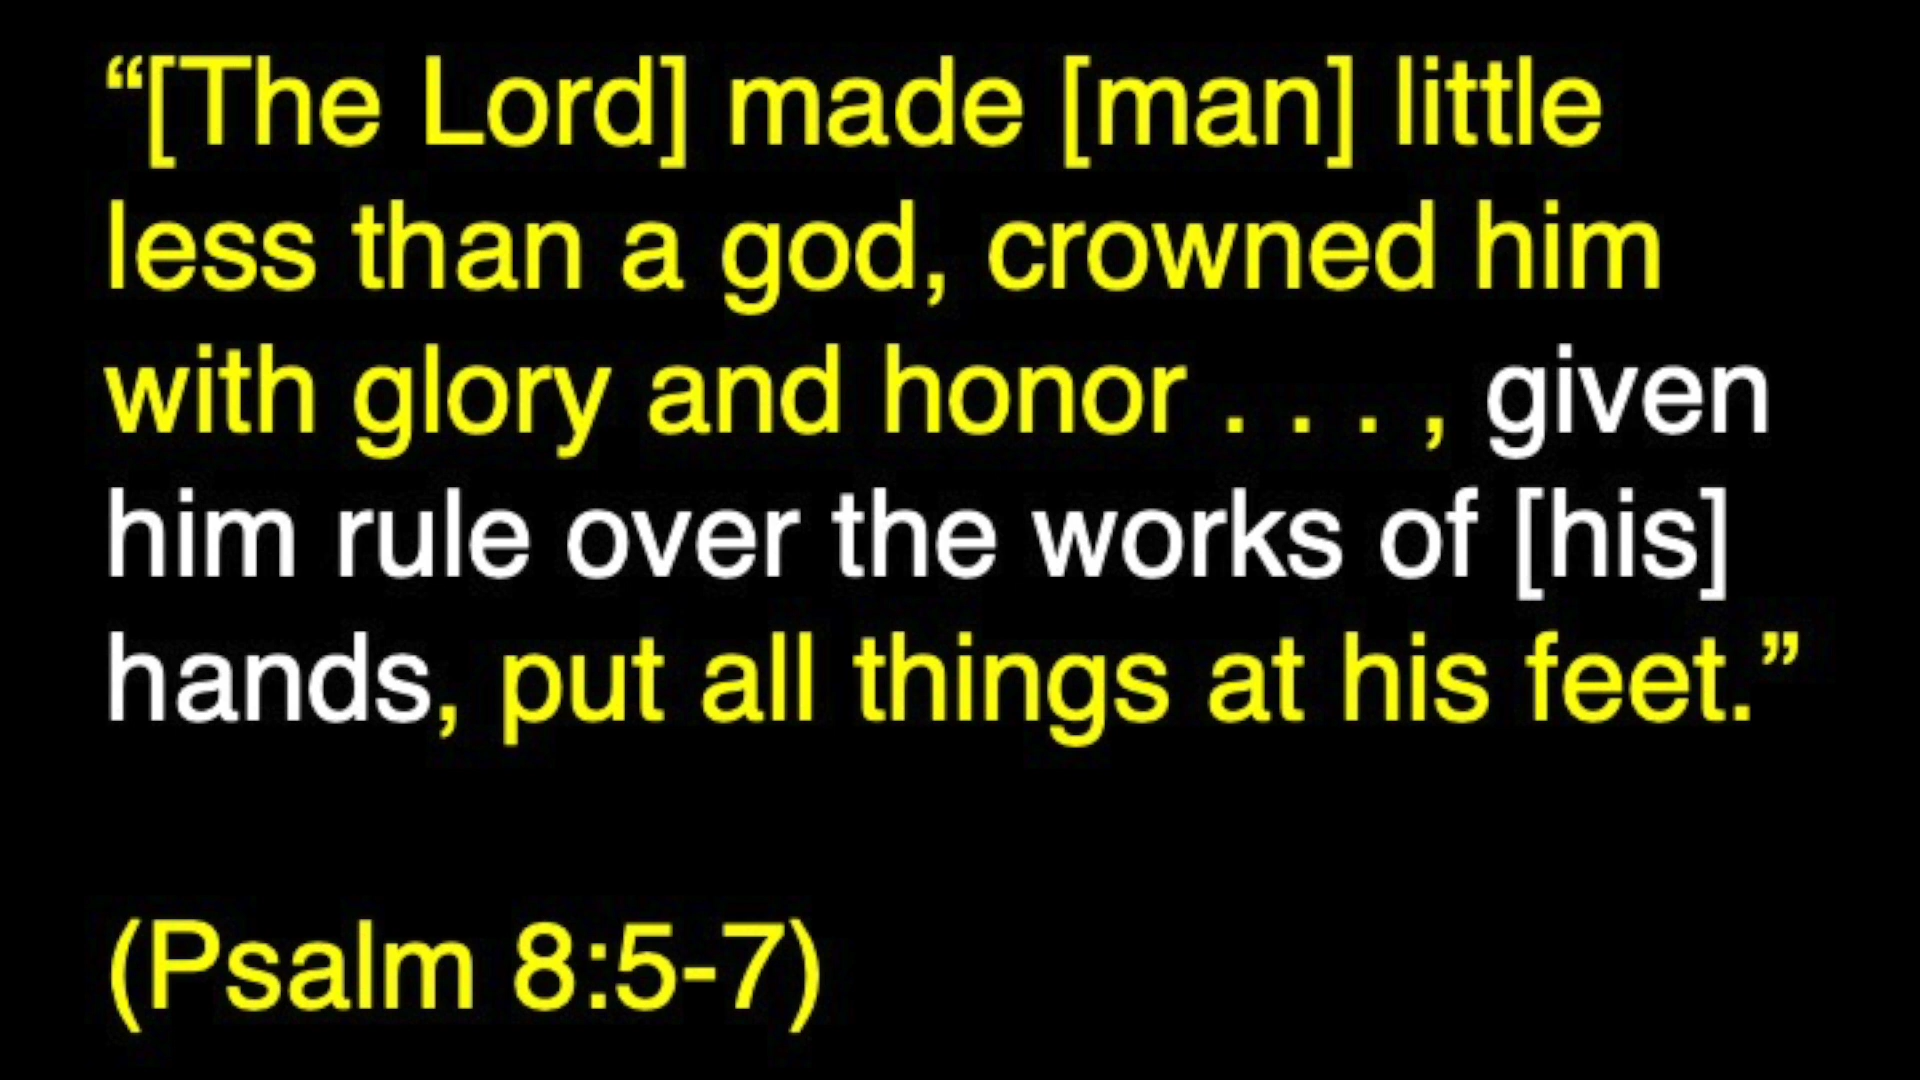 “[The Lord] made [man] little
less than a god, crowned him
with glory and honor . . . , given
him rule over the works of [his]
hands, put all things at his feet.”
(Psalm 8:5-7)